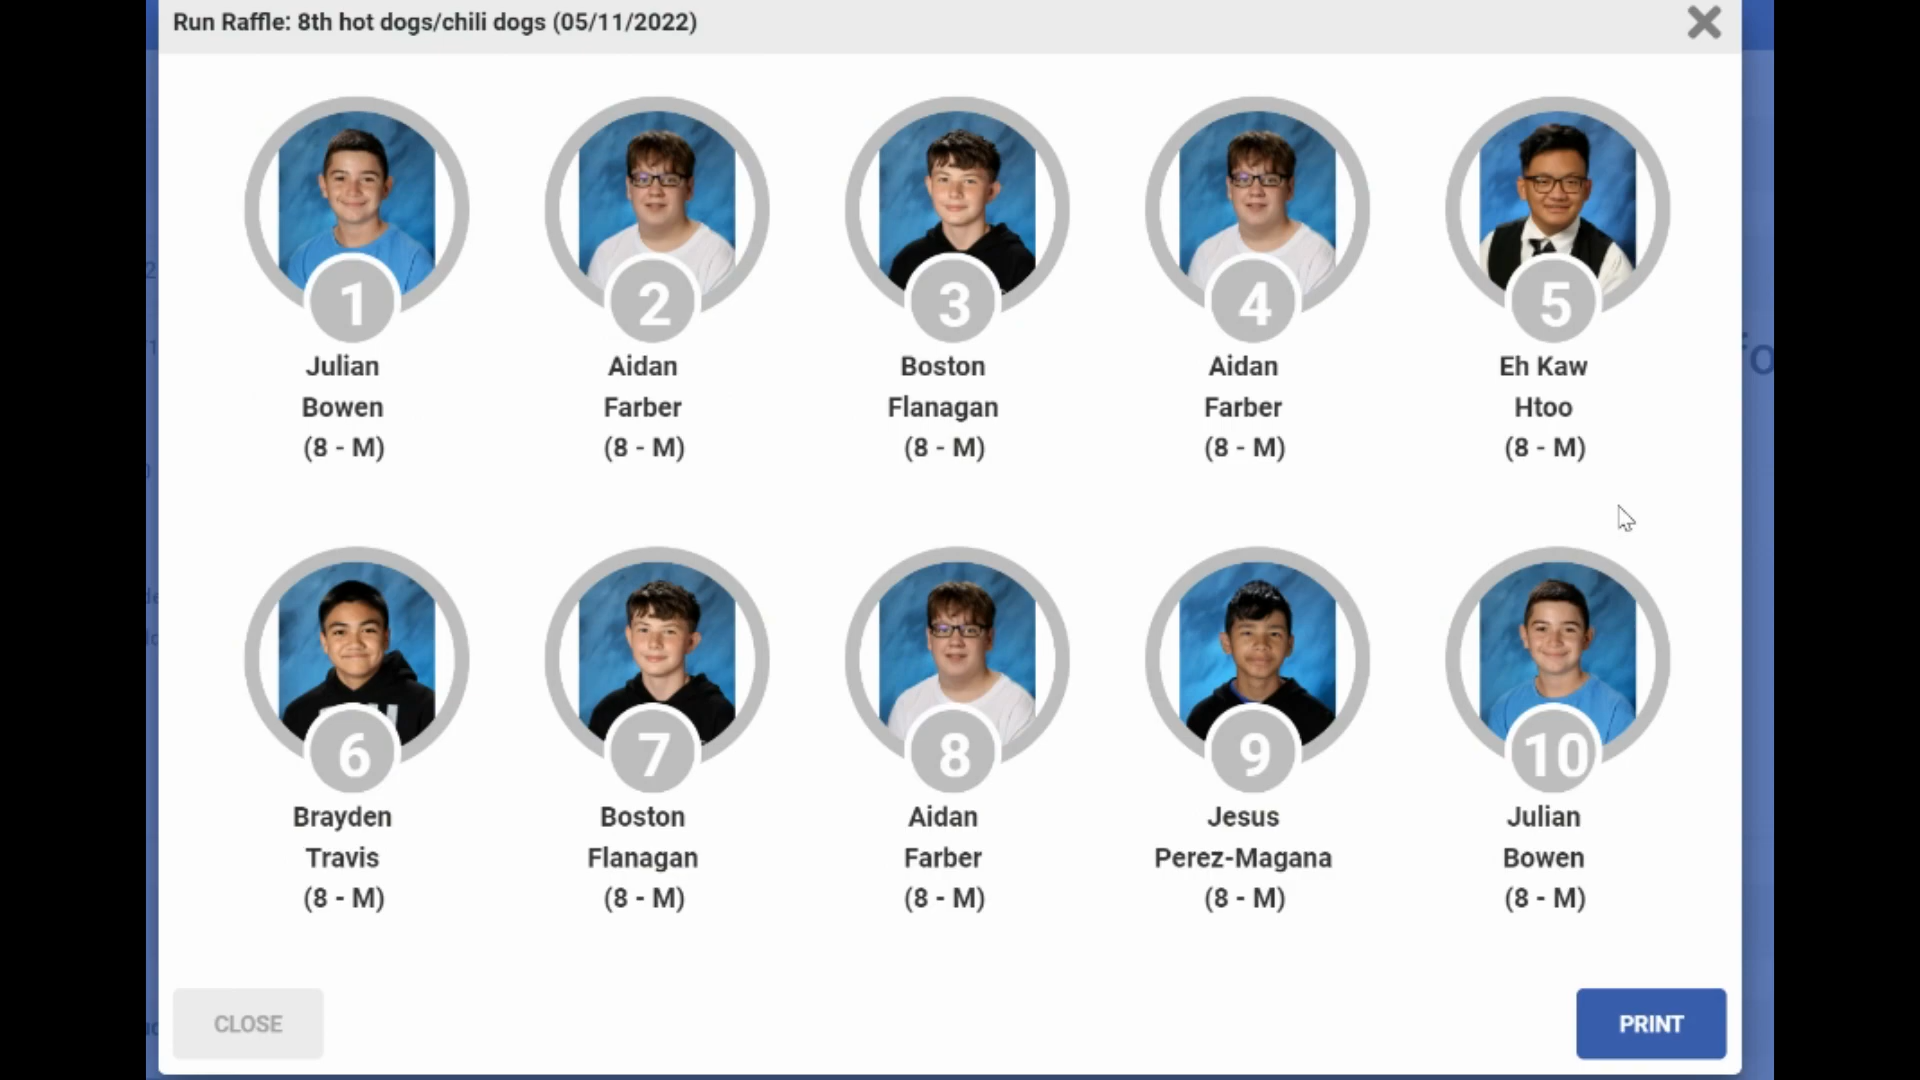 Run Raffle: 8th hot dogs/chili dogs (05/11/2022)
1
2
3
4
5
Julian
Bowen
(8 - M)
Aidan
Farber
(8 - M)
Boston
Flanagan
(8 - M)
Aidan
Farber
(8 - M)
Eh Kaw
Htoo
(8 - M)
6
7
8
9
10
Brayden
Travis
(8 - M)
Boston
Flanagan
(8 - M)
Aidan
Farber
(8 - M)
Jesus
Perez-Magana
(8 - M)
Julian
Bowen
(8 - M)
CLOSE
PRINT